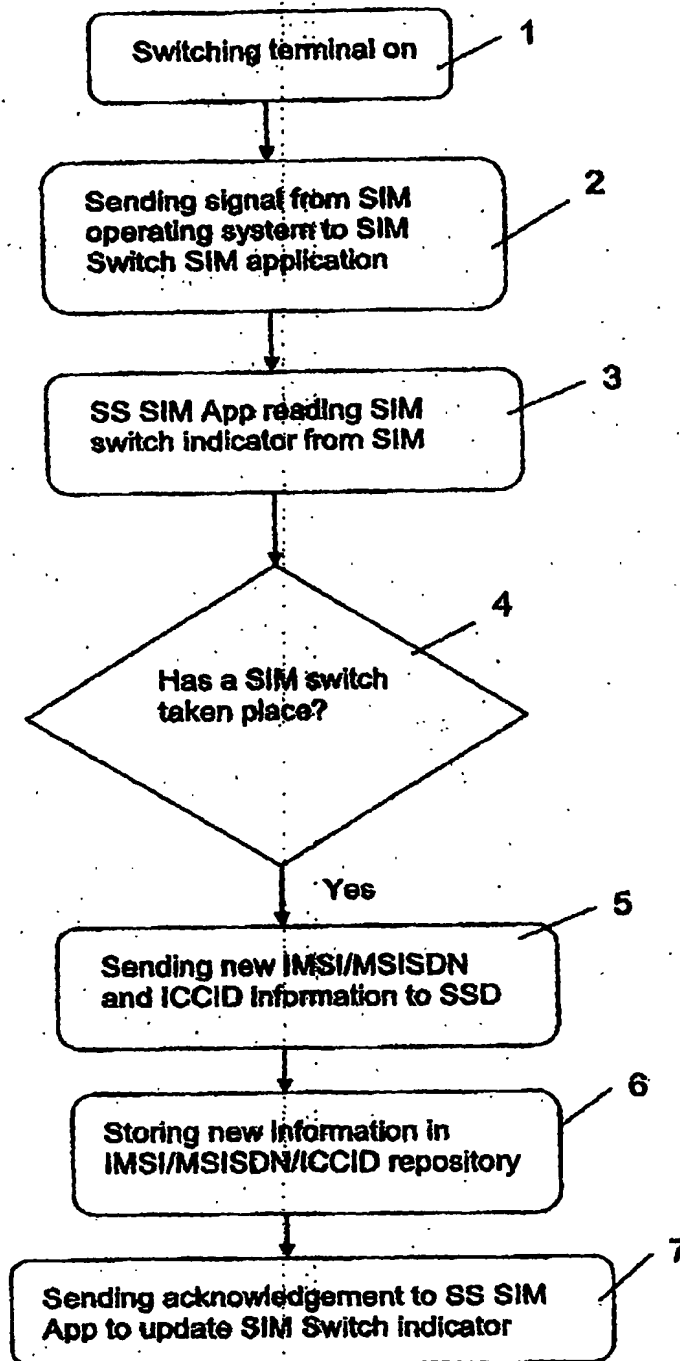 Switching terminal on
1
Sending signal from SIM
operating system to SIM
Switch SIM application
2
SS SIM App reading SIM
switch indicator from SIM
3
Has a SIM switch
taken place?
4
Yes
Sending new IMSI/MSISDN
and ICCID Information to SSD
5
Storing new Information in
IMSI/MSISDN/ICCID repository
6
Sending acknowledgement to SS SIM
App to update SIM Switch indicator
7